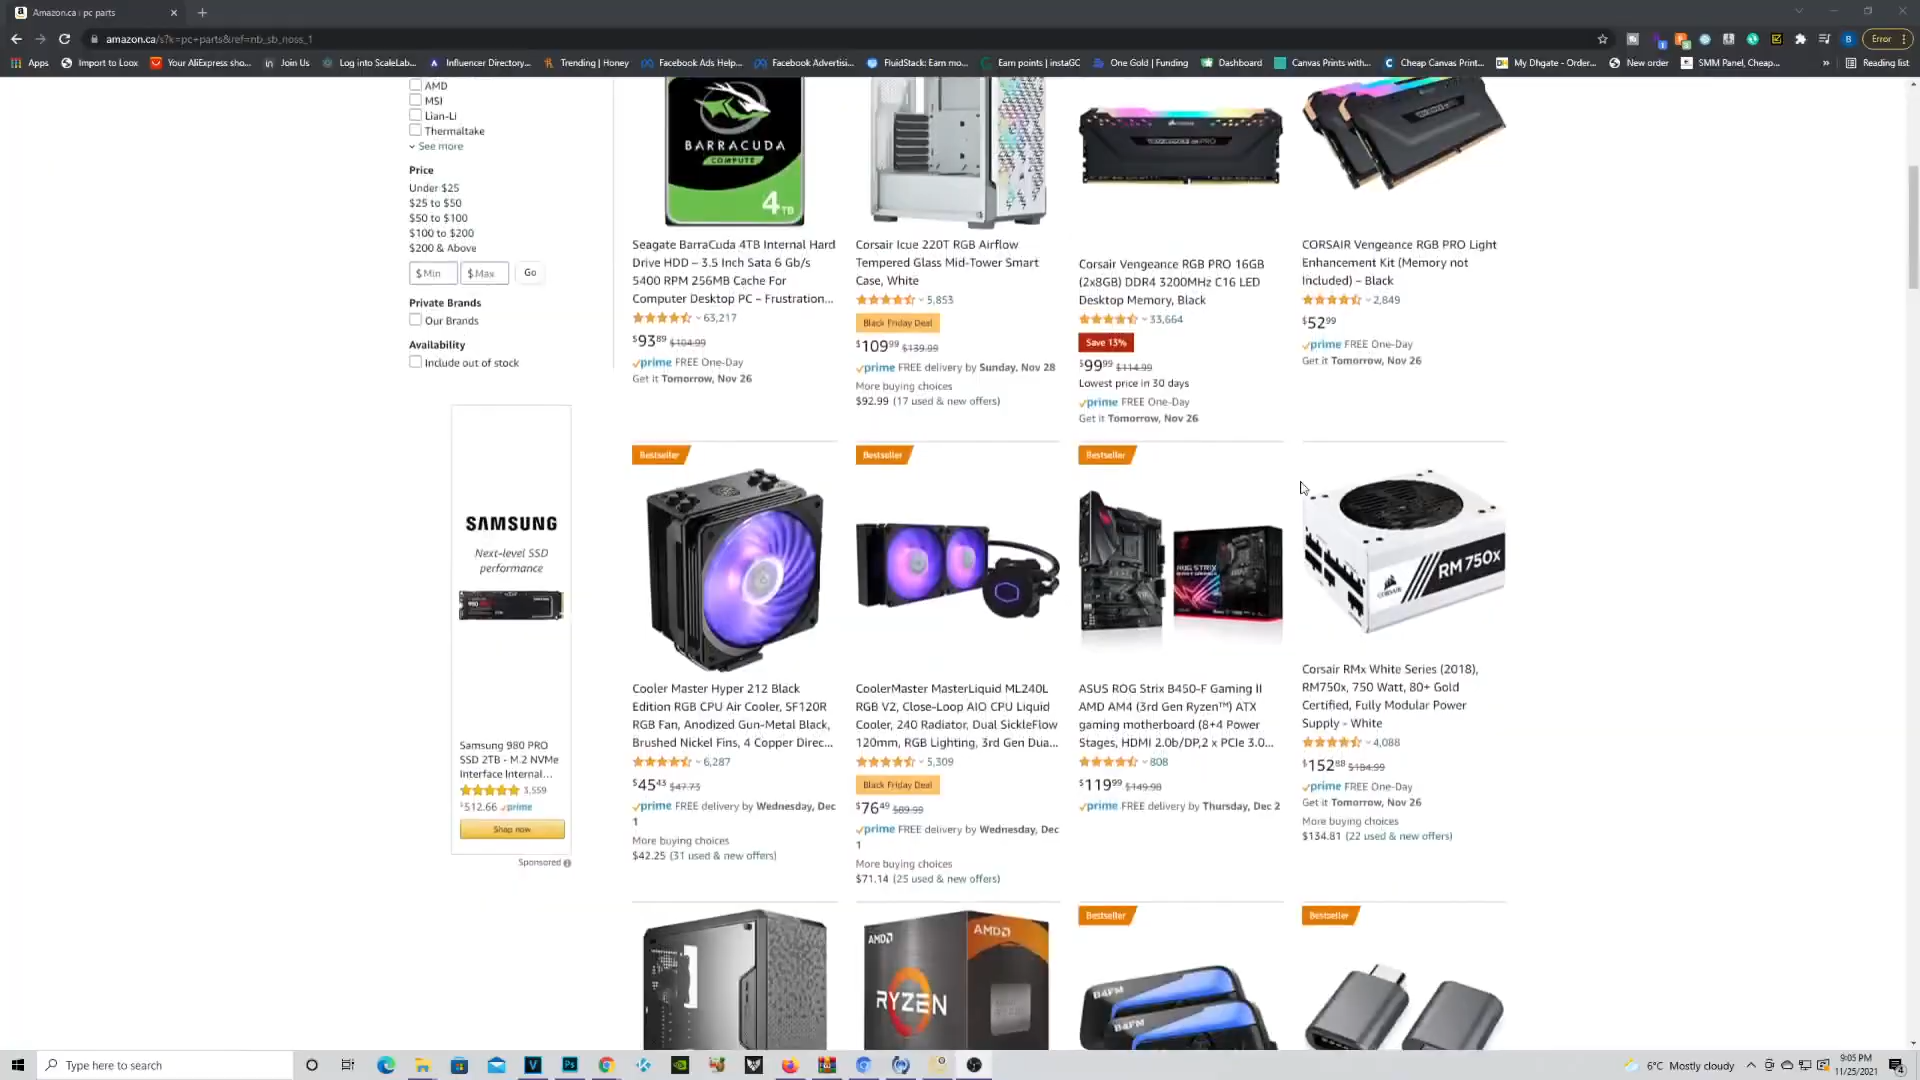 Amazon.ca : pc parts
amazon.ca/s?k=pc+parts&ref=nb_sb_noss_1
Error
Apps
Import to Loox
Your AliExpress sho...
Join Us
Log into ScaleLab...
Influencer Directory...
Trending | Honey
Facebook Ads Help...
Facebook Advertisi...
FluidStack: Earn mo...
Earn points | instaGC
One Gold | Funding
Dashboard
Canvas Prints with...
Cheap Canvas Print...
My Dhgate - Order...
New order
SMM Panel, Cheap...
Reading list
AMD
MSI
Lian-Li
Thermaltake
See more
Price
Under $25
$25 to $50
$50 to $100
$100 to $200
$200 & Above
$ Min
$ Max
Go
Private Brands
Our Brands
Availability
Include out of stock
SAMSUNG
Next-level SSD
performance
Samsung 980 PRO
SSD 2TB - M.2 NVMe
Interface Internal...
3,559
$512.66 prime
Shop now
Sponsored
BARRACUDA
COMPUTE
4TB
Seagate BarraCuda 4TB Internal Hard
Drive HDD – 3.5 Inch Sata 6 Gb/s
5400 RPM 256MB Cache For
Computer Desktop PC – Frustration...
63,217
$9389 $104.99
prime FREE One-Day
Get it Tomorrow, Nov 26
Corsair Icue 220T RGB Airflow
Tempered Glass Mid-Tower Smart
Case, White
5,853
Black Friday Deal
$10999 $139.99
prime FREE delivery by Sunday, Nov 28
More buying choices
$92.99 (17 used & new offers)
Corsair Vengeance RGB PRO 16GB
(2x8GB) DDR4 3200MHz C16 LED
Desktop Memory, Black
33,664
Save 13%
$9999 $114.99
Lowest price in 30 days
prime FREE One-Day
Get it Tomorrow, Nov 26
CORSAIR Vengeance RGB PRO Light
Enhancement Kit (Memory not
Included) – Black
2,849
$5299
prime FREE One-Day
Get it Tomorrow, Nov 26
Bestseller
Cooler Master Hyper 212 Black
Edition RGB CPU Air Cooler, SF120R
RGB Fan, Anodized Gun-Metal Black,
Brushed Nickel Fins, 4 Copper Direc...
6,287
$4543 $47.73
prime FREE delivery by Wednesday, Dec
1
More buying choices
$42.25 (31 used & new offers)
Bestseller
CoolerMaster MasterLiquid ML240L
RGB V2, Close-Loop AIO CPU Liquid
Cooler, 240 Radiator, Dual SickleFlow
120mm, RGB Lighting, 3rd Gen Dua...
5,309
Black Friday Deal
$7649 $89.99
prime FREE delivery by Wednesday, Dec
1
More buying choices
$71.14 (25 used & new offers)
Bestseller
ASUS ROG Strix B450-F Gaming II
AMD AM4 (3rd Gen Ryzen™) ATX
gaming motherboard (8+4 Power
Stages, HDMI 2.0b/DP,2 x PCIe 3.0...
808
$11999 $149.98
prime FREE delivery by Thursday, Dec 2
CORSAIR
RM750x
Corsair RMx White Series (2018),
RM750x, 750 Watt, 80+ Gold
Certified, Fully Modular Power
Supply - White
4,088
$15288 $184.99
prime FREE One-Day
Get it Tomorrow, Nov 26
More buying choices
$134.81 (22 used & new offers)
AMD
AMD
RYZEN
Bestseller
B4FM
B4FM
Bestseller
Type here to search
6°C Mostly cloudy
9:05 PM
11/25/2021